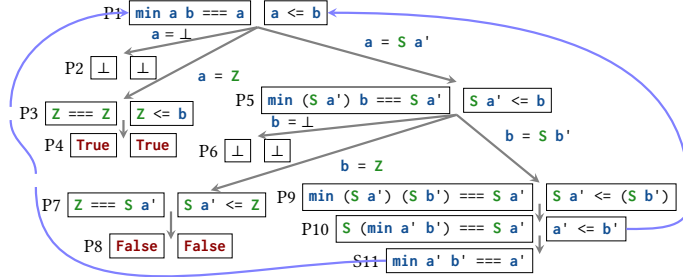 P1 min a b === a a <= b
a = ⊥
a = S a'
P2 ⊥ ⊥
a = Z
P3 Z === Z Z <= b
P5 min (S a') b === S a' S a' <= b
b = ⊥
P4 True True
P6 ⊥ ⊥
b = S b'
b = Z
P7 Z === S a' S a' <= Z
P9 min (S a') (S b') === S a' S a' <= (S b')
P10 S (min a' b') === S a' a' <= b'
P8 False False
S11 min a' b' === a'